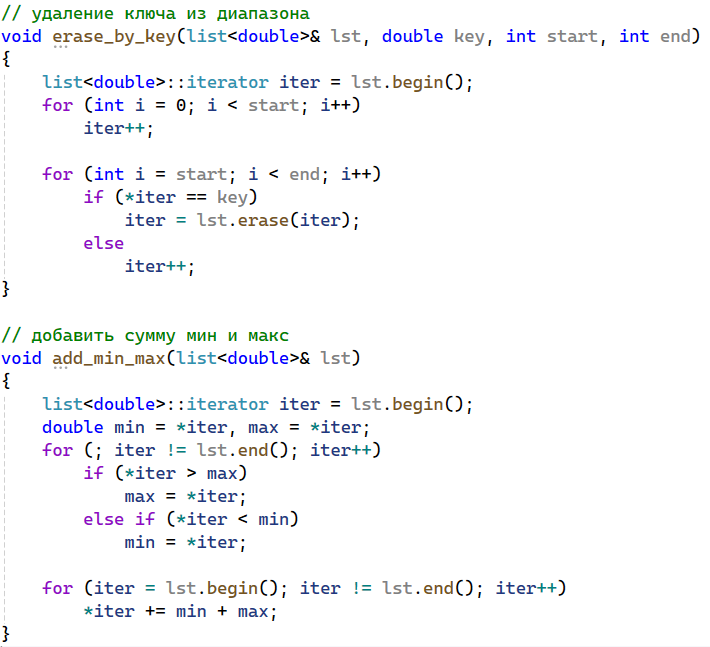 // удаление ключа из диапазона
void erase_by_key(list<double>& lst, double key, int start, int end)
{
    list<double>::iterator iter = lst.begin();
    for (int i = 0; i < start; i++)
        iter++;

    for (int i = start; i < end; i++)
        if (*iter == key)
            iter = lst.erase(iter);
        else
            iter++;
}

// добавить сумму мин и макс
void add_min_max(list<double>& lst)
{
    list<double>::iterator iter = lst.begin();
    double min = *iter, max = *iter;
    for (; iter != lst.end(); iter++)
        if (*iter > max)
            max = *iter;
        else if (*iter < min)
            min = *iter;

    for (iter = lst.begin(); iter != lst.end(); iter++)
        *iter += min + max;
}